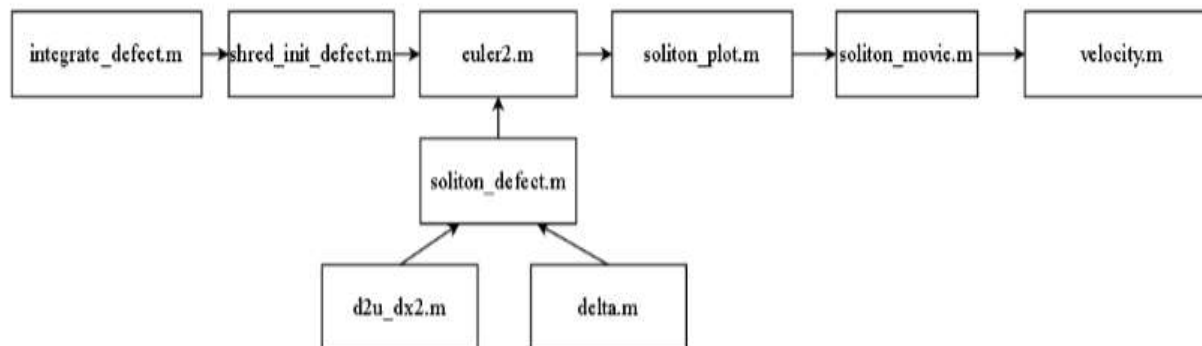 integrate_defect.m
shred_init_defect.m
euler2.m
soliton_plot.m
soliton_movie.m
velocity.m
soliton_defect.m
d2u_dx2.m
delta.m